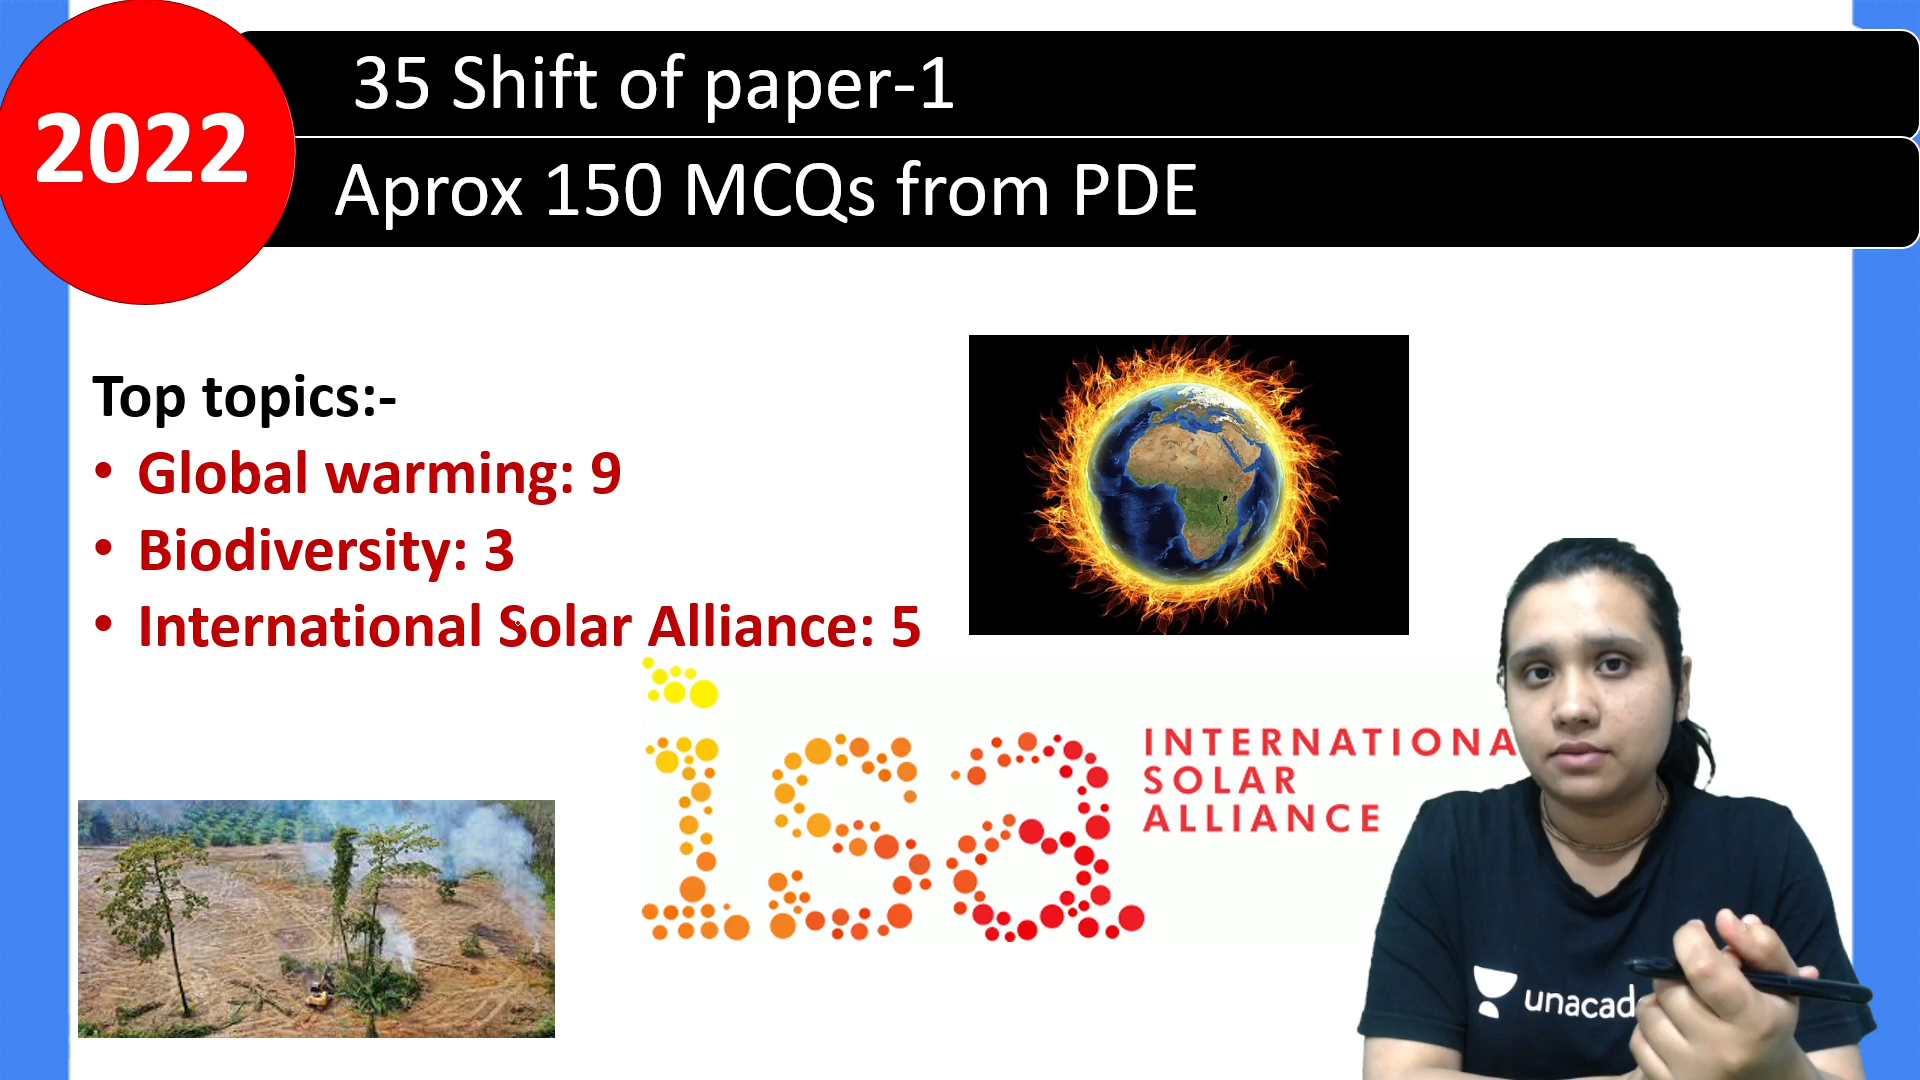 2022
35 Shift of paper-1
Aprox 150 MCQs from PDE
Top topics:-
• Global warming: 9
• Biodiversity: 3
• International Solar Alliance: 5
isa
INTERNATIONA
SOLAR
ALLIANCE
unacad